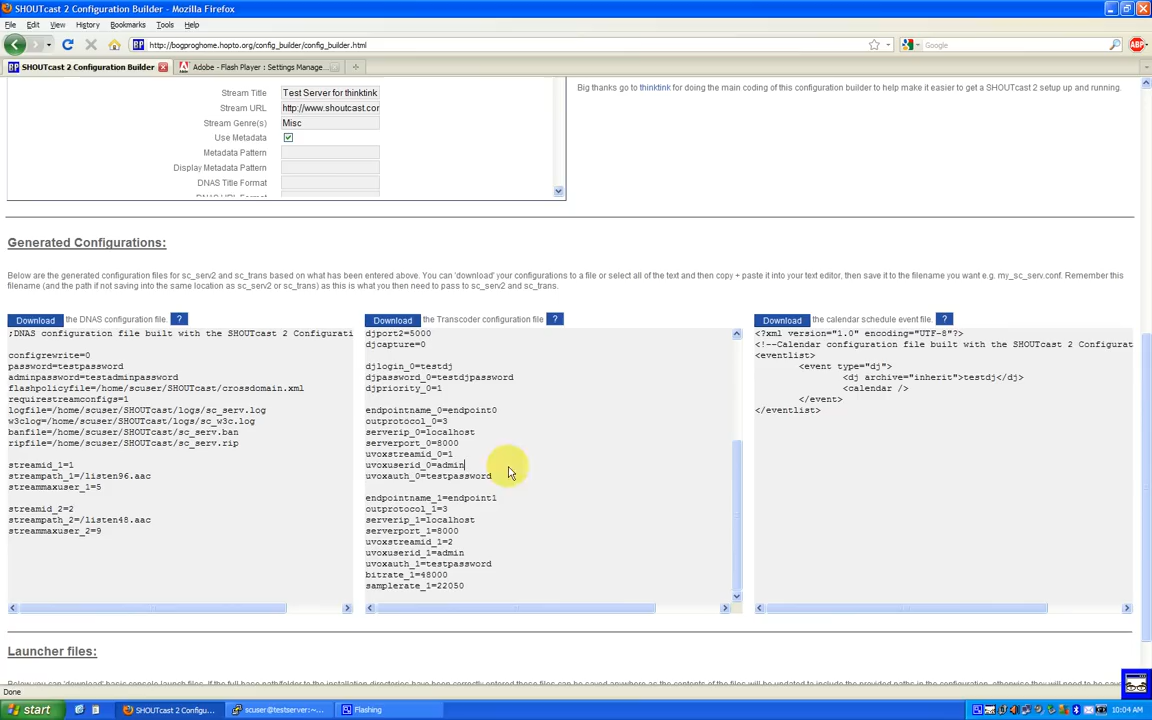 SHOUTcast 2 Configuration Builder - Mozilla Firefox
File Edit View History Bookmarks Tools Help
http://bogproghome.hopto.org/config_builder/config_builder.html
Google
ABP
BP SHOUTcast 2 Configuration Builder
Adobe - Flash Player : Settings Manage...
Stream Title Test Server for thinktink
Stream URL http://www.shoutcast.cor
Stream Genre(s) Misc
Use Metadata
Metadata Pattern
Display Metadata Pattern
DNAS Title Format
DNAS URL Format
Big thanks go to thinktink for doing the main coding of this configuration builder to help make it easier to get a SHOUTcast 2 setup up and running.
Generated Configurations:
Below are the generated configuration files for sc_serv2 and sc_trans based on what has been entered above. You can 'download' your configurations to a file or select all of the text and then copy + paste it into your text editor, then save it to the filename you want e.g. my_sc_serv.conf. Remember this
filename (and the path if not saving into the same location as sc_serv2 or sc_trans) as this is what you then need to pass to sc_serv2 and sc_trans.
Download the DNAS configuration file. ?
;DNAS configuration file built with the SHOUTcast 2 Configurati
configrewrite=0
password=testpassword
adminpassword=testadminpassword
flashpolicyfile=/home/scuser/SHOUTcast/crossdomain.xml
requirestreamconfigs=1
logfile=/home/scuser/SHOUTcast/logs/sc_serv.log
w3clog=/home/scuser/SHOUTcast/logs/sc_w3c.log
banfile=/home/scuser/SHOUTcast/sc_serv.ban
ripfile=/home/scuser/SHOUTcast/sc_serv.rip
streamid_1=1
streampath_1=/listen96.aac
streammaxuser_1=5
streamid_2=2
streampath_2=/listen48.aac
streammaxuser_2=9
Download the Transcoder configuration file ?
djport2=5000
djcapture=0
djlogin_0=testdj
djpassword_0=testdjpassword
djpriority_0=1
endpointname_0=endpoint0
outprotocol_0=3
serverip_0=localhost
serverport_0=8000
uvoxstreamid_0=1
uvoxuserid_0=admin
uvoxauth_0=testpassword
endpointname_1=endpoint1
outprotocol_1=3
serverip_1=localhost
serverport_1=8000
uvoxstreamid_1=2
uvoxuserid_1=admin
uvoxauth_1=testpassword
bitrate_1=48000
samplerate_1=22050
Download the calendar schedule event file. ?
<?xml version="1.0" encoding="UTF-8"?>
<!--Calendar configuration file built with the SHOUTcast 2 Configurat
<eventlist>
<event type="dj">
<dj archive="inherit">testdj</dj>
<calendar />
</event>
</eventlist>
Launcher files:
Done
start
SHOUTcast 2 Configu...
scuser@testserver:~...
Flashing
10:04 AM